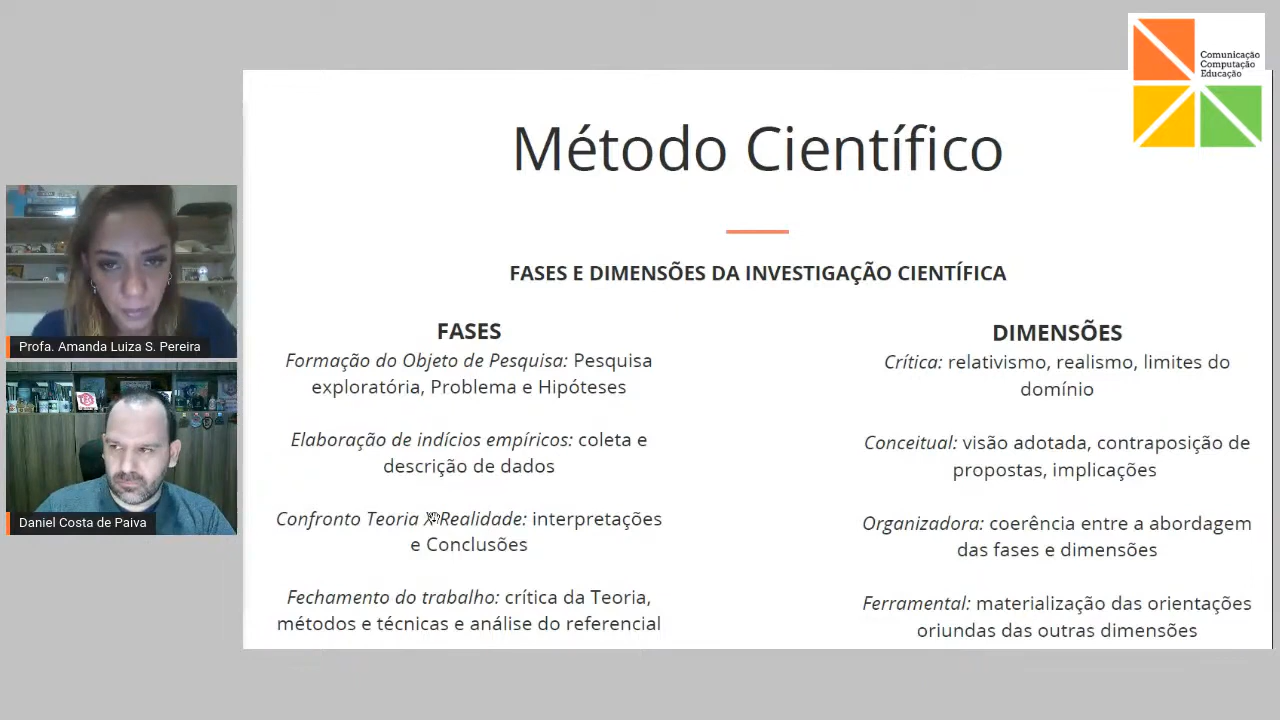 Comunicação
Computação
Educação
Método Científico
FASES E DIMENSÕES DA INVESTIGAÇÃO CIENTÍFICA
FASES
Formação do Objeto de Pesquisa: Pesquisa
exploratória, Problema e Hipóteses
Elaboração de indícios empíricos: coleta e
descrição de dados
Confronto Teoria X Realidade: interpretações
e Conclusões
Fechamento do trabalho: crítica da Teoria,
métodos e técnicas e análise do referencial
DIMENSÕES
Crítica: relativismo, realismo, limites do
domínio
Conceitual: visão adotada, contraposição de
propostas, implicações
Organizadora: coerência entre a abordagem
das fases e dimensões
Ferramental: materialização das orientações
oriundas das outras dimensões
Profa. Amanda Luiza S. Pereira
Daniel Costa de Paiva